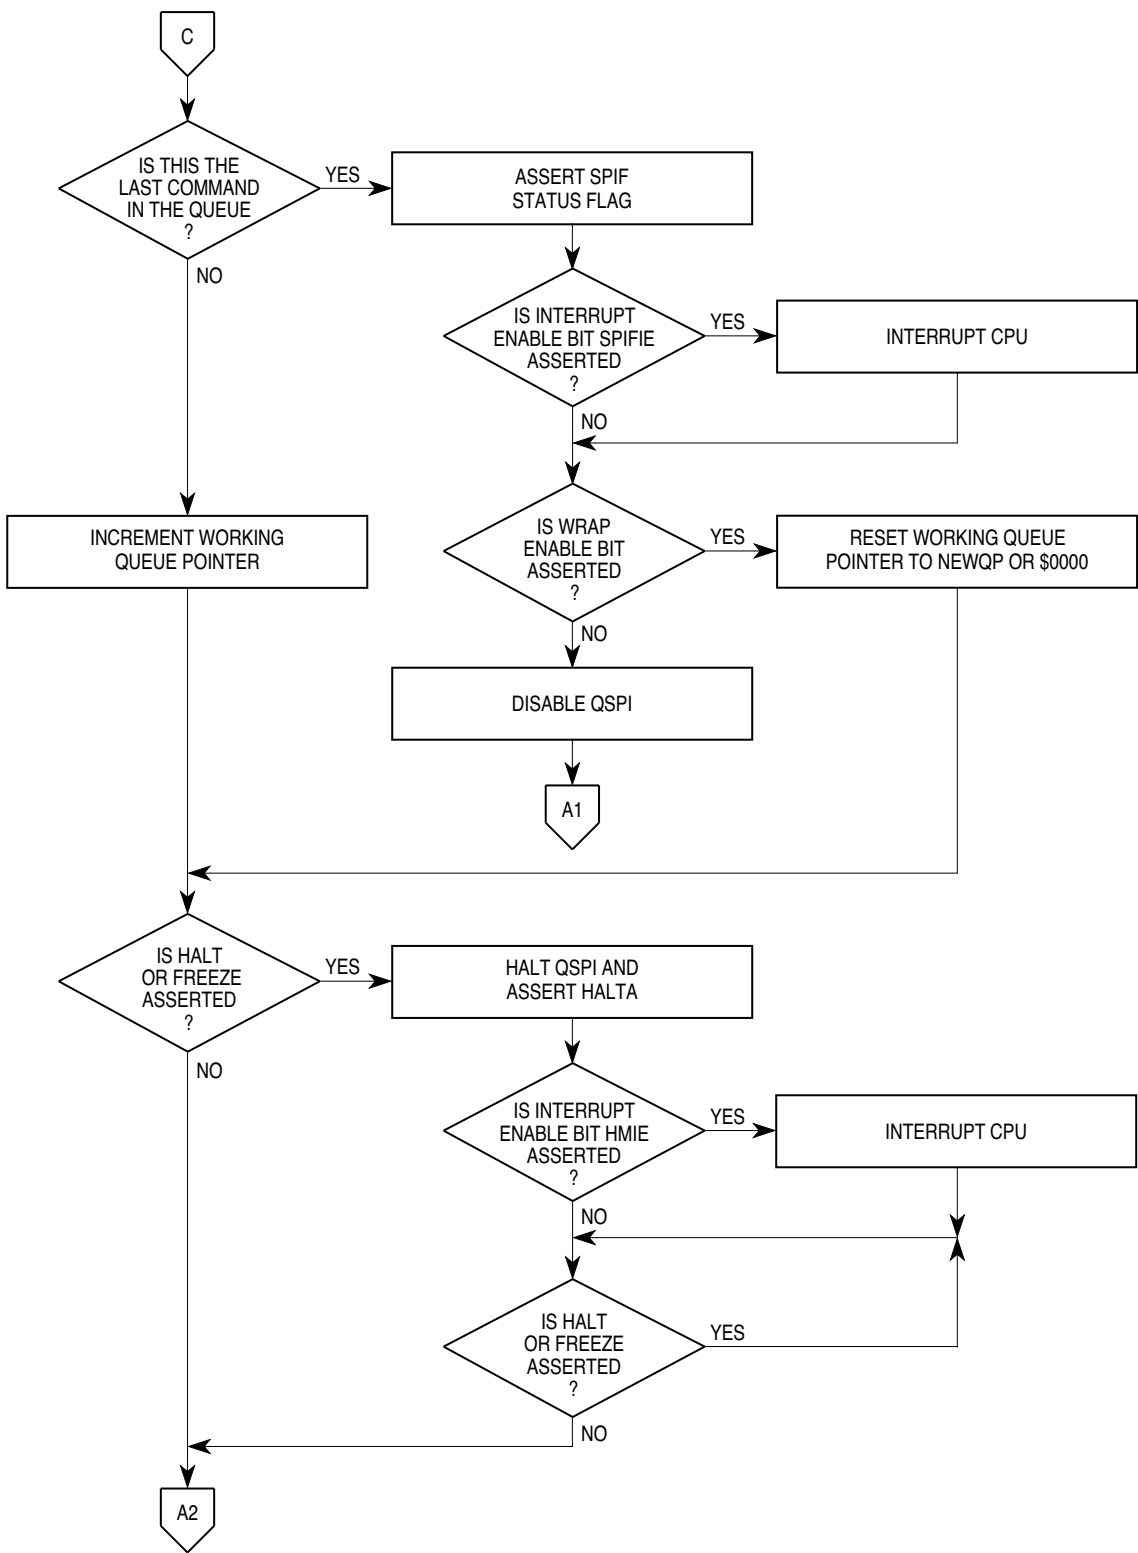 C
IS THIS THE
LAST COMMAND
IN THE QUEUE
?
YES
ASSERT SPIF
STATUS FLAG
NO
IS INTERRUPT
ENABLE BIT SPIFIE
ASSERTED
?
YES
INTERRUPT CPU
NO
INCREMENT WORKING
QUEUE POINTER
IS WRAP
ENABLE BIT
ASSERTED
?
YES
RESET WORKING QUEUE
POINTER TO NEWQP OR $0000
NO
DISABLE QSPI
A1
IS HALT
OR FREEZE
ASSERTED
?
YES
HALT QSPI AND
ASSERT HALTA
NO
IS INTERRUPT
ENABLE BIT HMIE
ASSERTED
?
YES
INTERRUPT CPU
NO
IS HALT
OR FREEZE
ASSERTED
?
YES
NO
A2